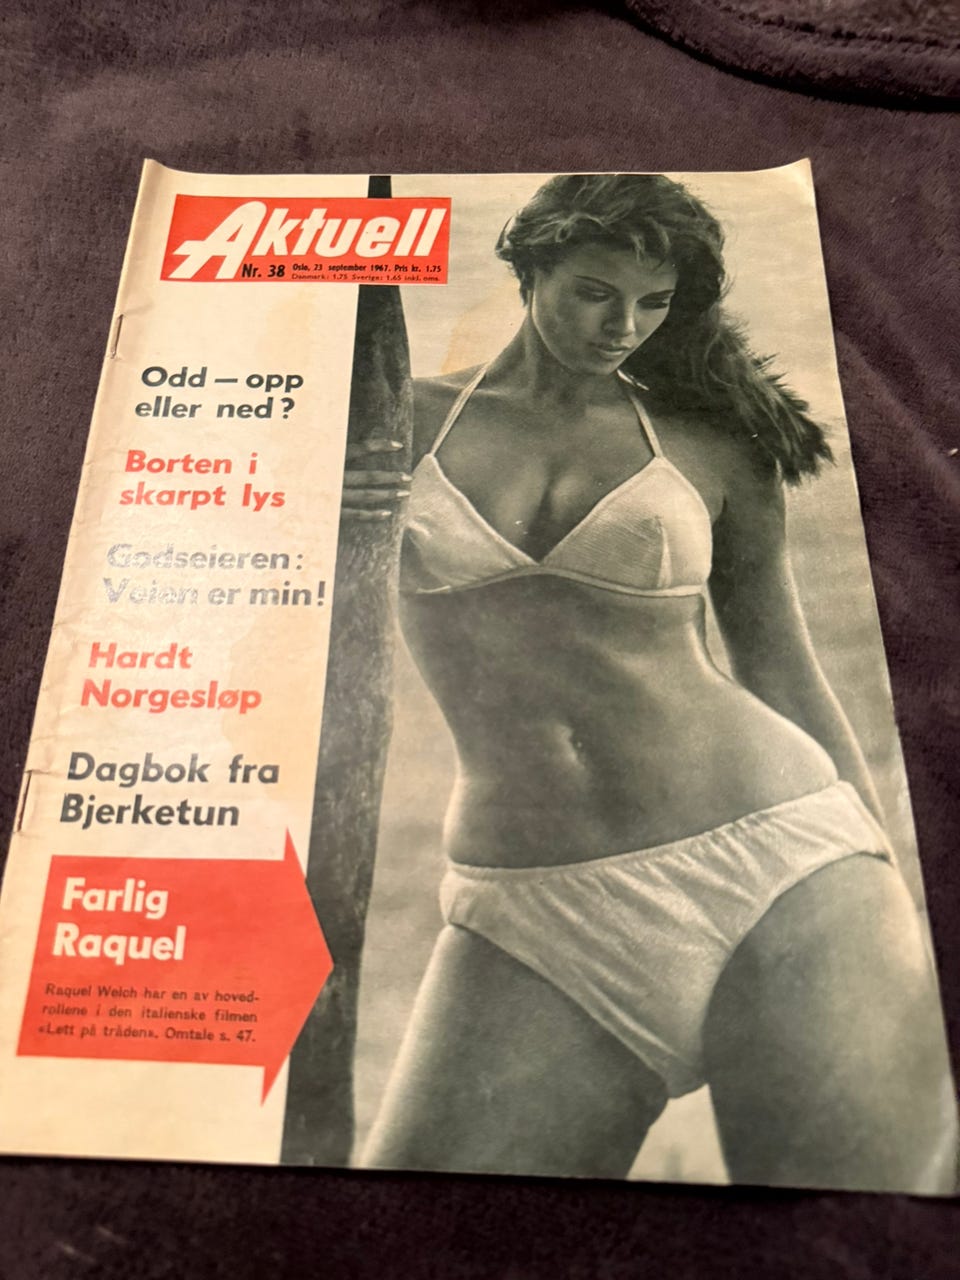 Aktuell
Nr. 38 Oslo, 23 september 1967. Pris kr. 1.75
Danmark: 1.75 Sverige: 1.65 inkl. oms.
Odd — opp
eller ned?
Borten i
skarpt lys
Godseieren:
Veien er min!
Hardt
Norgesløp
Dagbok fra
Bjerketun
Farlig
Raquel
Raquel Welch har en av hoved-
rollene i den italienske filmen
«Lett på tråden». Omtale s. 47.